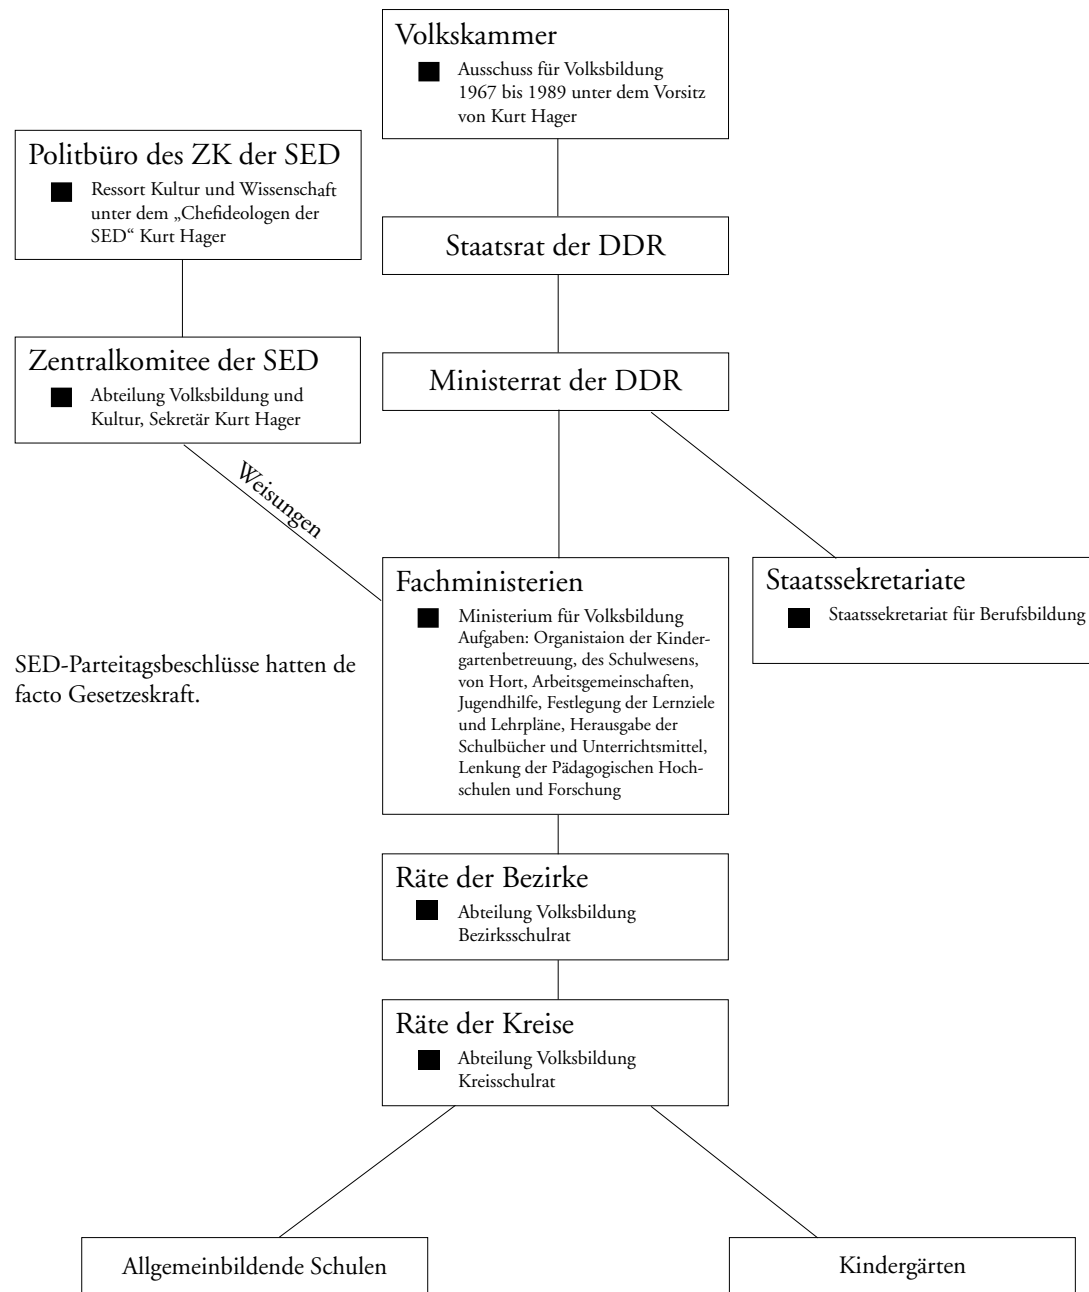 Volkskammer
Ausschuss für Volksbildung
1967 bis 1989 unter dem Vorsitz
von Kurt Hager
Politbüro des ZK der SED
Ressort Kultur und Wissenschaft
unter dem „Chefideologen der
SED“ Kurt Hager
Staatsrat der DDR
Zentralkomitee der SED
Abteilung Volksbildung und
Kultur, Sekretär Kurt Hager
Ministerrat der DDR
Weisungen
Fachministerien
Ministerium für Volksbildung
Aufgaben: Organistaion der Kinder-
gartenbetreuung, des Schulwesens,
von Hort, Arbeitsgemeinschaften,
Jugendhilfe, Festlegung der Lernziele
und Lehrpläne, Herausgabe der
Schulbücher und Unterrichtsmittel,
Lenkung der Pädagogischen Hoch-
schulen und Forschung
Staatssekretariate
Staatssekretariat für Berufsbildung
SED-Parteitagsbeschlüsse hatten de
facto Gesetzeskraft.
Räte der Bezirke
Abteilung Volksbildung
Bezirksschulrat
Räte der Kreise
Abteilung Volksbildung
Kreisschulrat
Allgemeinbildende Schulen
Kindergärten